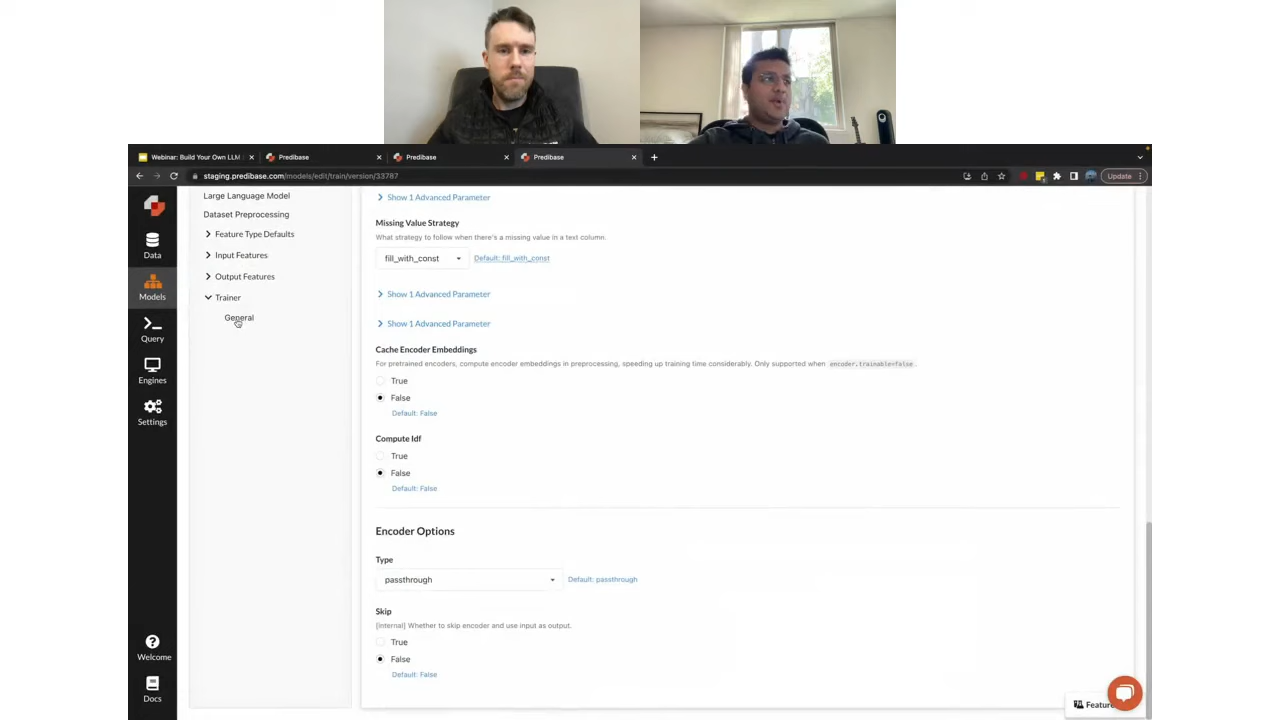 Webinar: Build Your Own LLM
Predibase
Predibase
Predibase
staging.predibase.com/models/edit/train/version/33787
Update
Data
Models
Query
Engines
Settings
Welcome
Docs
Large Language Model
Dataset Preprocessing
Feature Type Defaults
Input Features
Output Features
Trainer
General
Show 1 Advanced Parameter
Missing Value Strategy
What strategy to follow when there's a missing value in a text column.
fill_with_const Default: fill_with_const
Show 1 Advanced Parameter
Show 1 Advanced Parameter
Cache Encoder Embeddings
For pretrained encoders, compute encoder embeddings in preprocessing, speeding up training time considerably. Only supported when encoder.trainable=false.
True
False
Default: False
Compute Idf
True
False
Default: False
Encoder Options
Type
passthrough Default: passthrough
Skip
[internal] Whether to skip encoder and use input as output.
True
False
Default: False